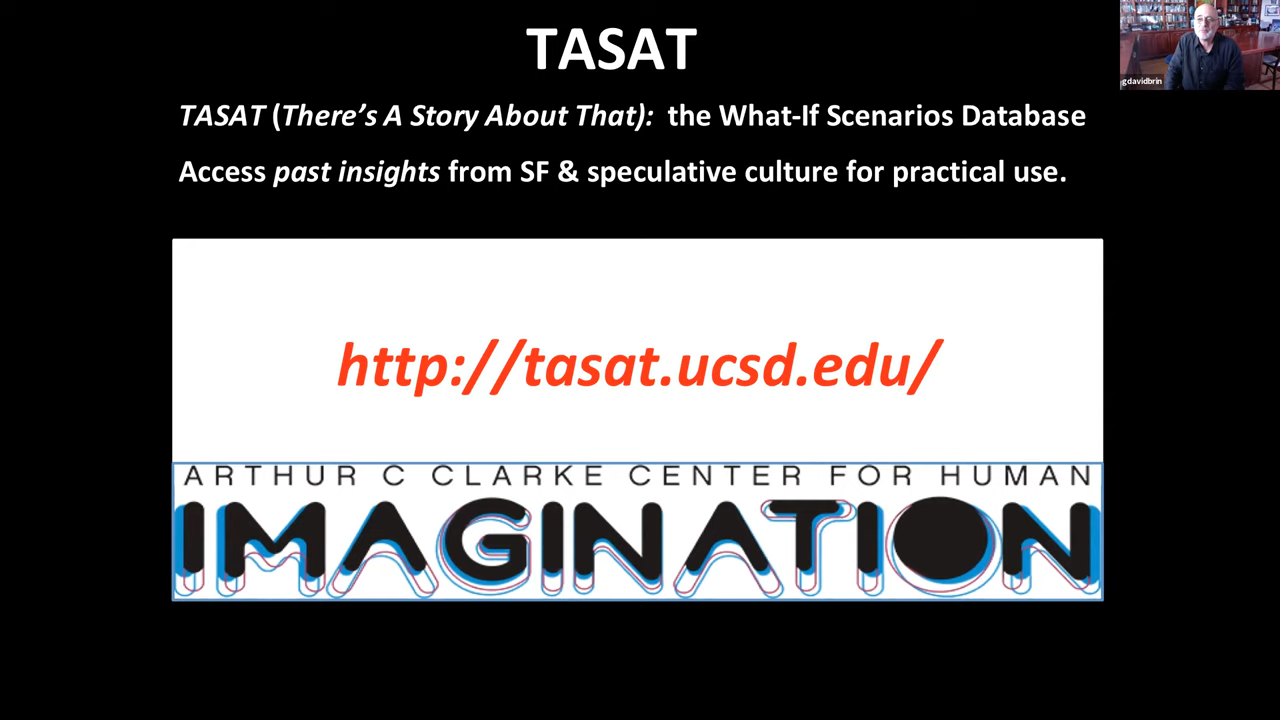 TASAT
TASAT (There’s A Story About That): the What-If Scenarios Database
Access past insights from SF & speculative culture for practical use.
http://tasat.ucsd.edu/
ARTHUR C CLARKE CENTER FOR HUMAN
IMAGINATION
gdavidbrin